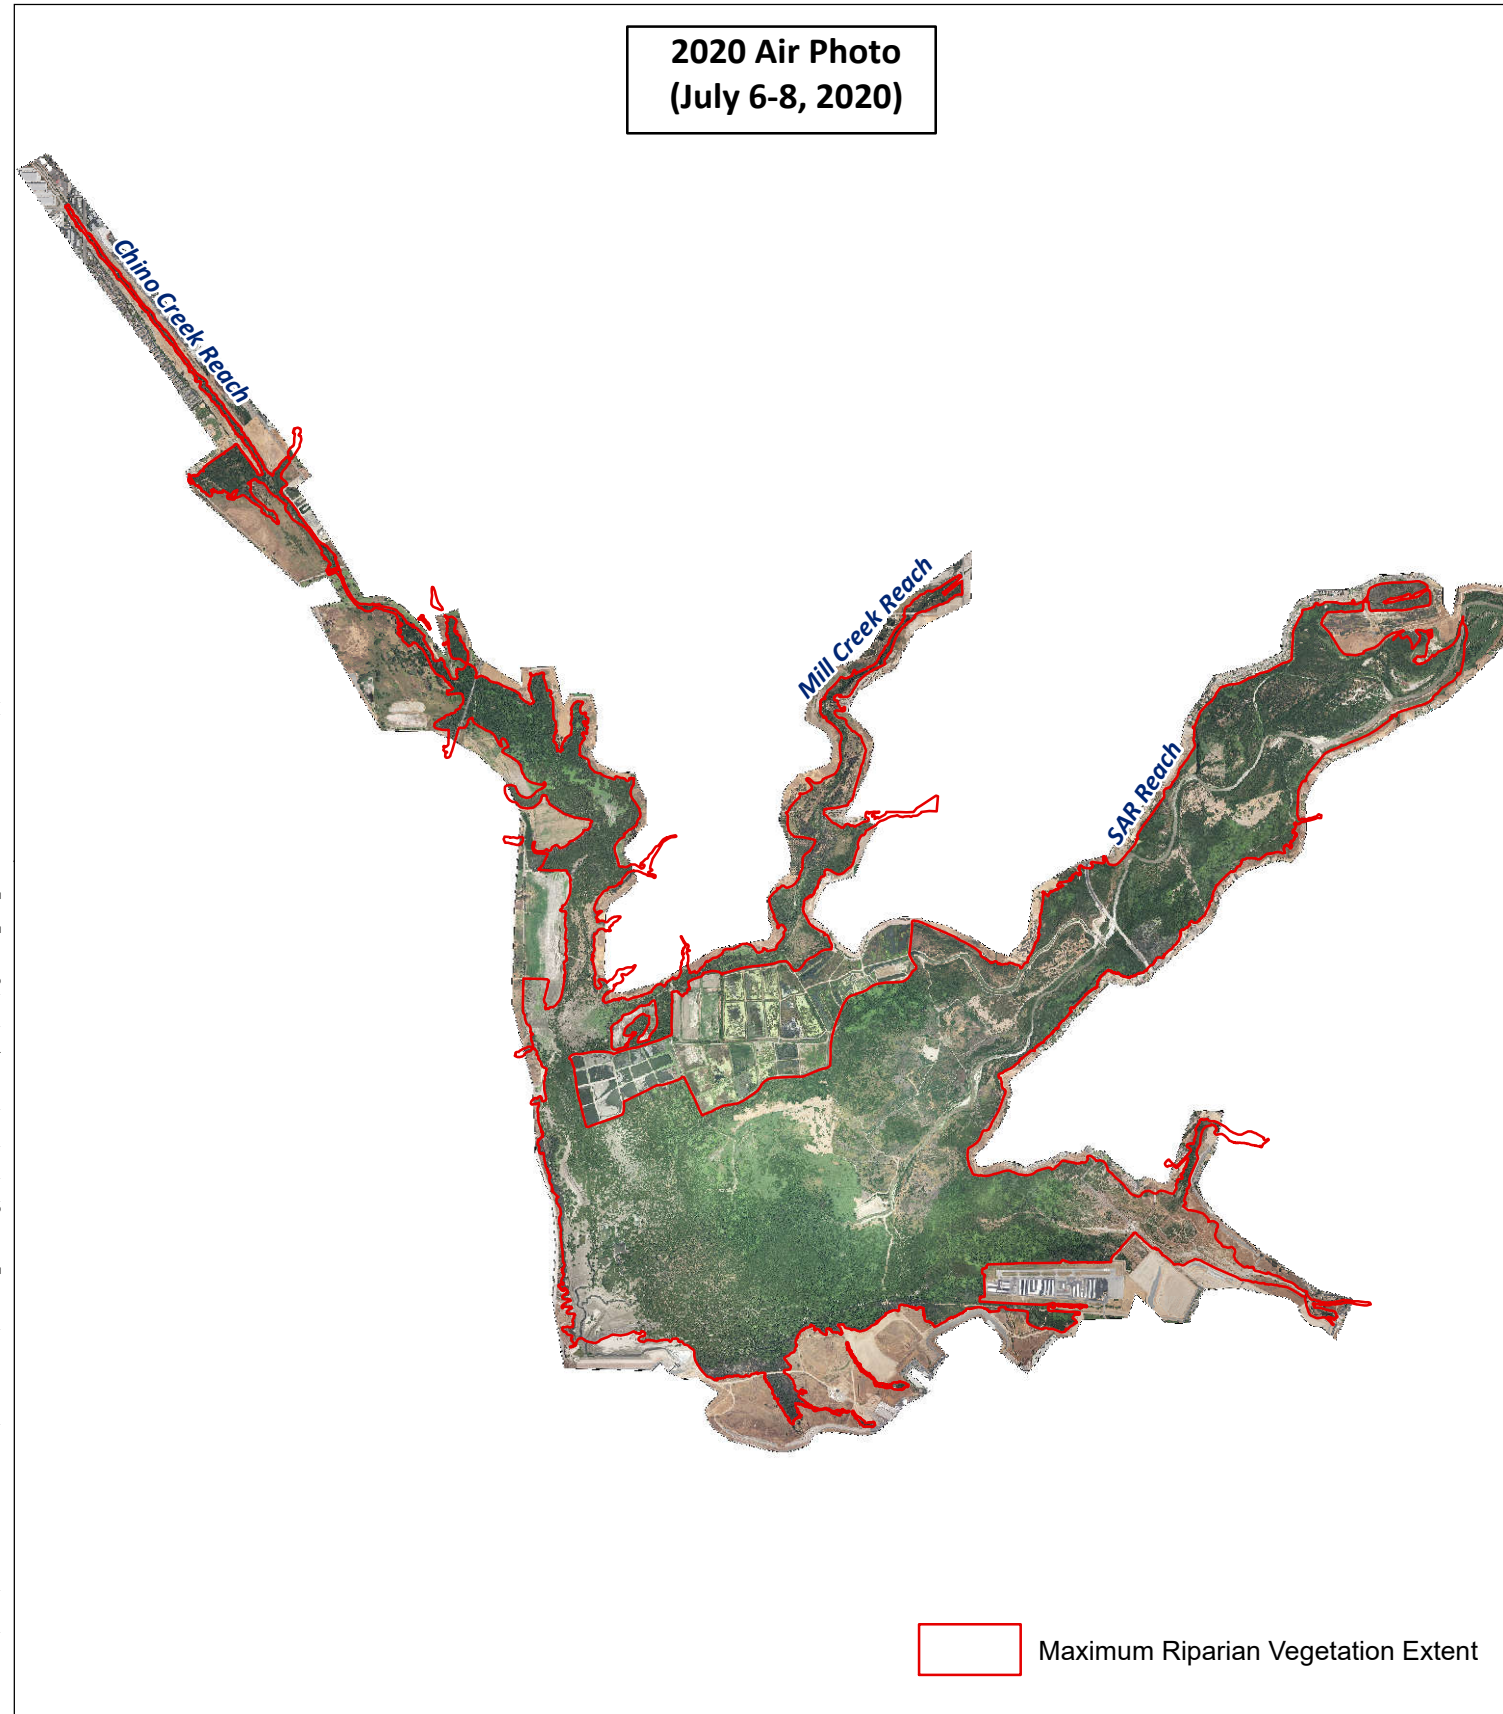 2020 Air Photo
(July 6-8, 2020)
Chino Creek Reach
Mill Creek Reach
SAR Reach
Maximum Riparian Vegetation Extent